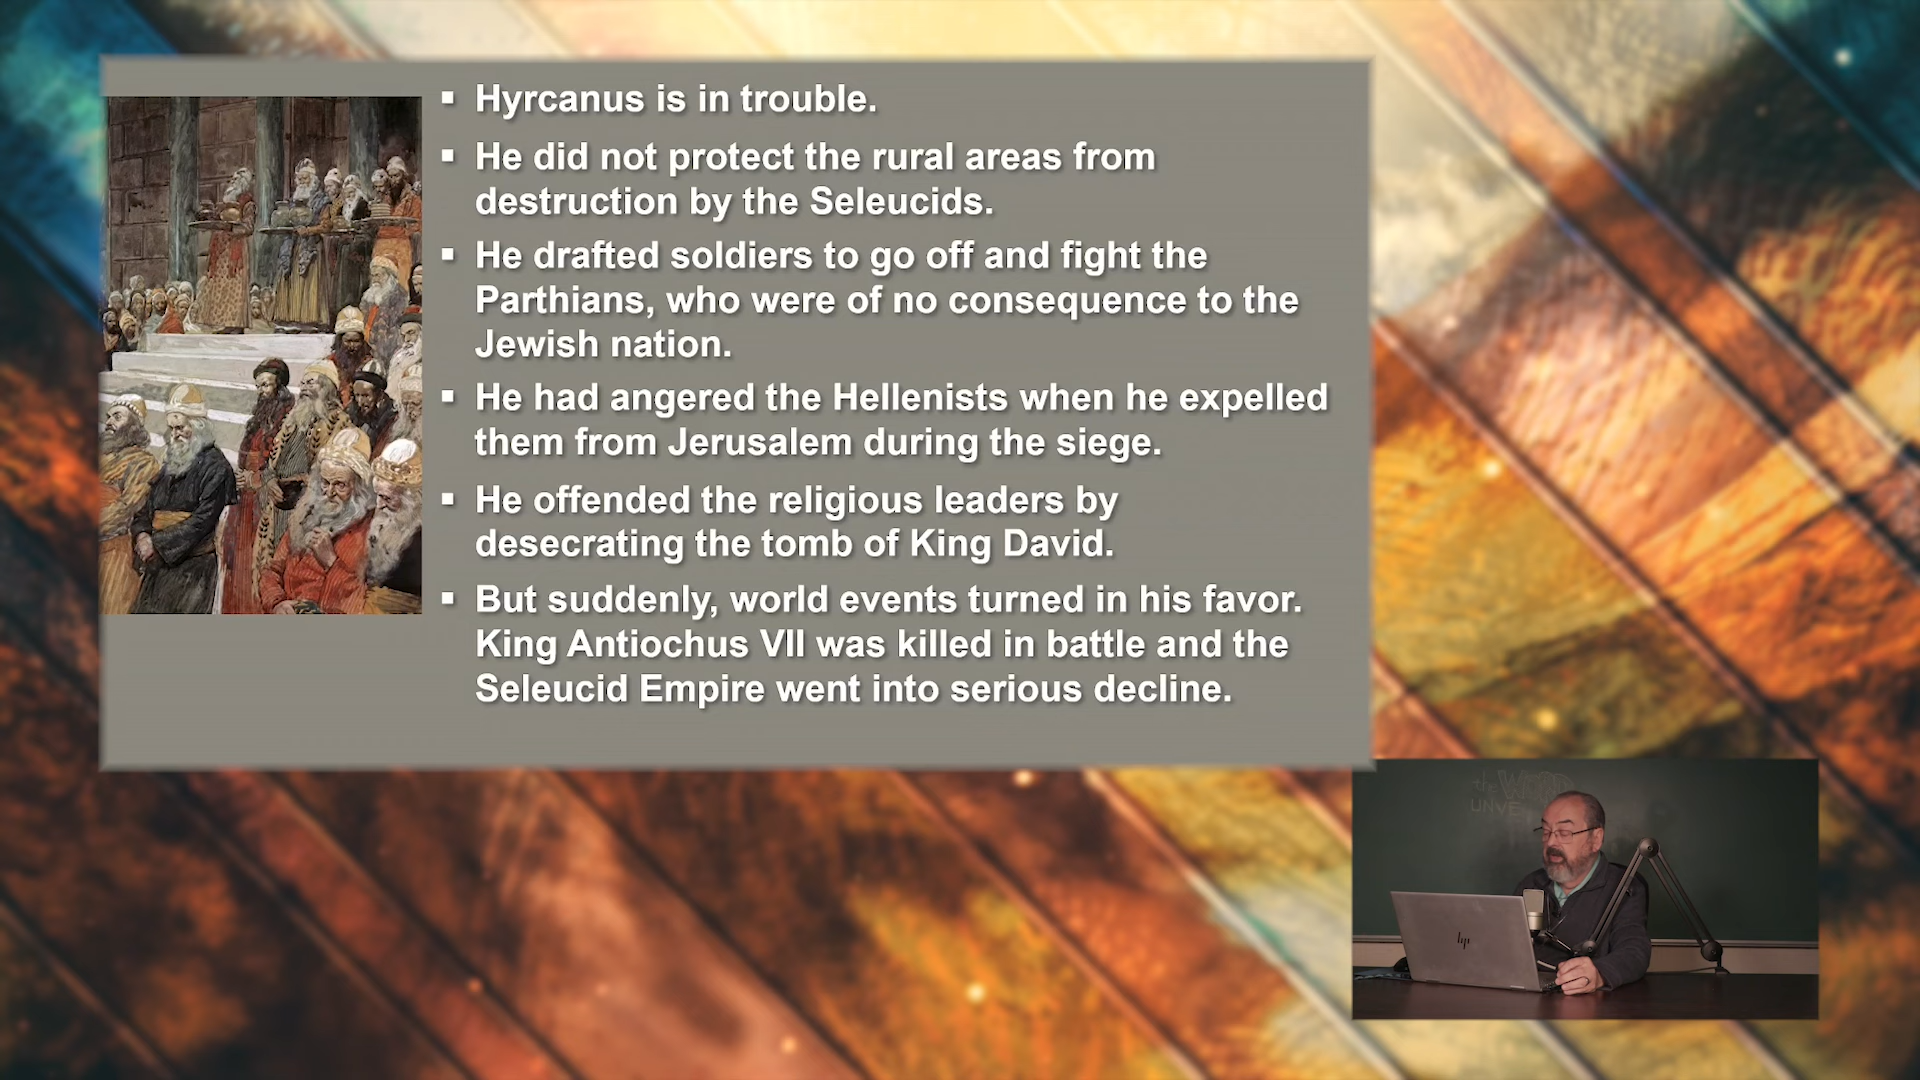 ▪ Hyrcanus is in trouble.
▪ He did not protect the rural areas from
destruction by the Seleucids.
▪ He drafted soldiers to go off and fight the
Parthians, who were of no consequence to the
Jewish nation.
▪ He had angered the Hellenists when he expelled
them from Jerusalem during the siege.
▪ He offended the religious leaders by
desecrating the tomb of King David.
▪ But suddenly, world events turned in his favor.
King Antiochus VII was killed in battle and the
Seleucid Empire went into serious decline.
the WORD
UNVE
hp